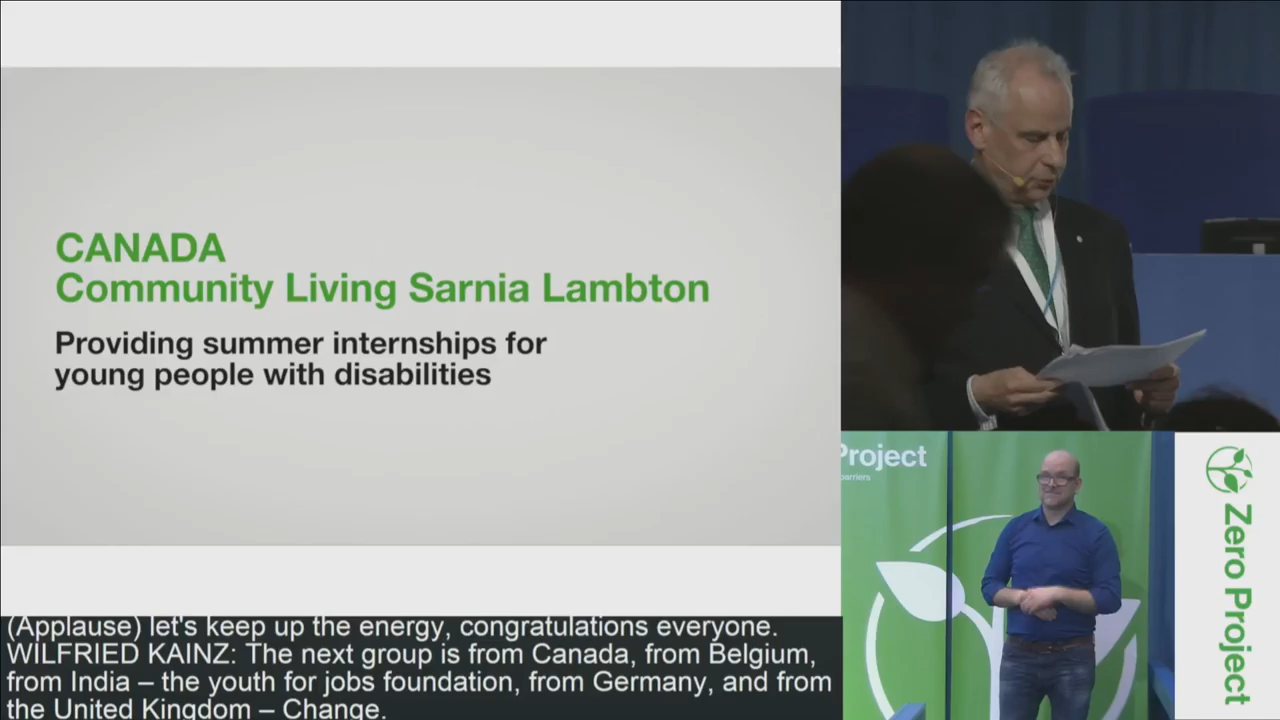 CANADA
Community Living Sarnia Lambton
Providing summer internships for
young people with disabilities
(Applause) let's keep up the energy, congratulations everyone.
WILFRIED KAINZ: The next group is from Canada, from Belgium,
from India – the youth for jobs foundation, from Germany, and from
the United Kingdom – Change.
Project
barriers
Zero Project